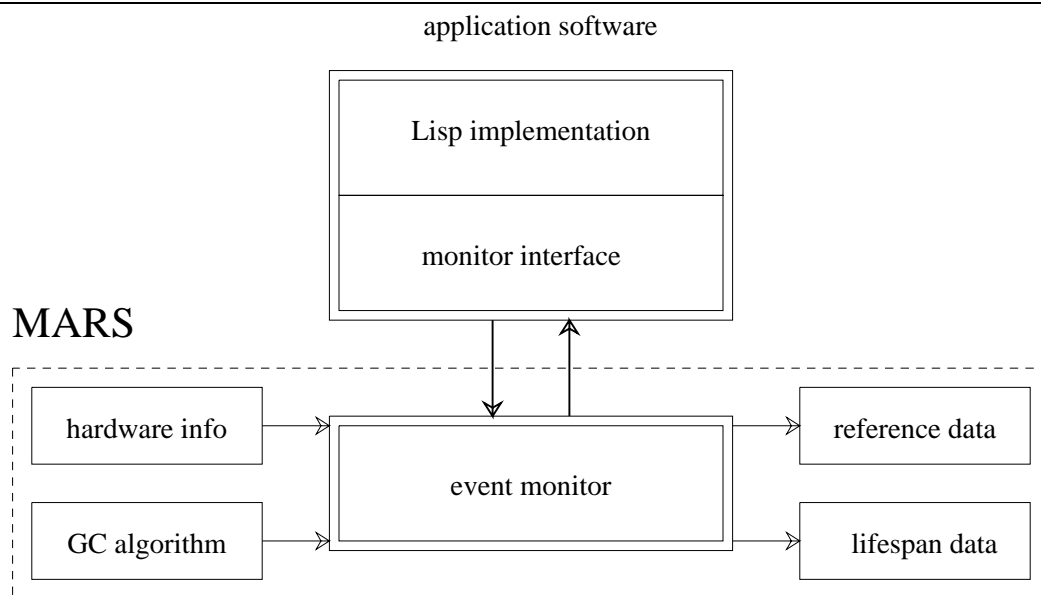 application software
Lisp implementation
monitor interface
MARS
hardware info
reference data
event monitor
GC algorithm
lifespan data